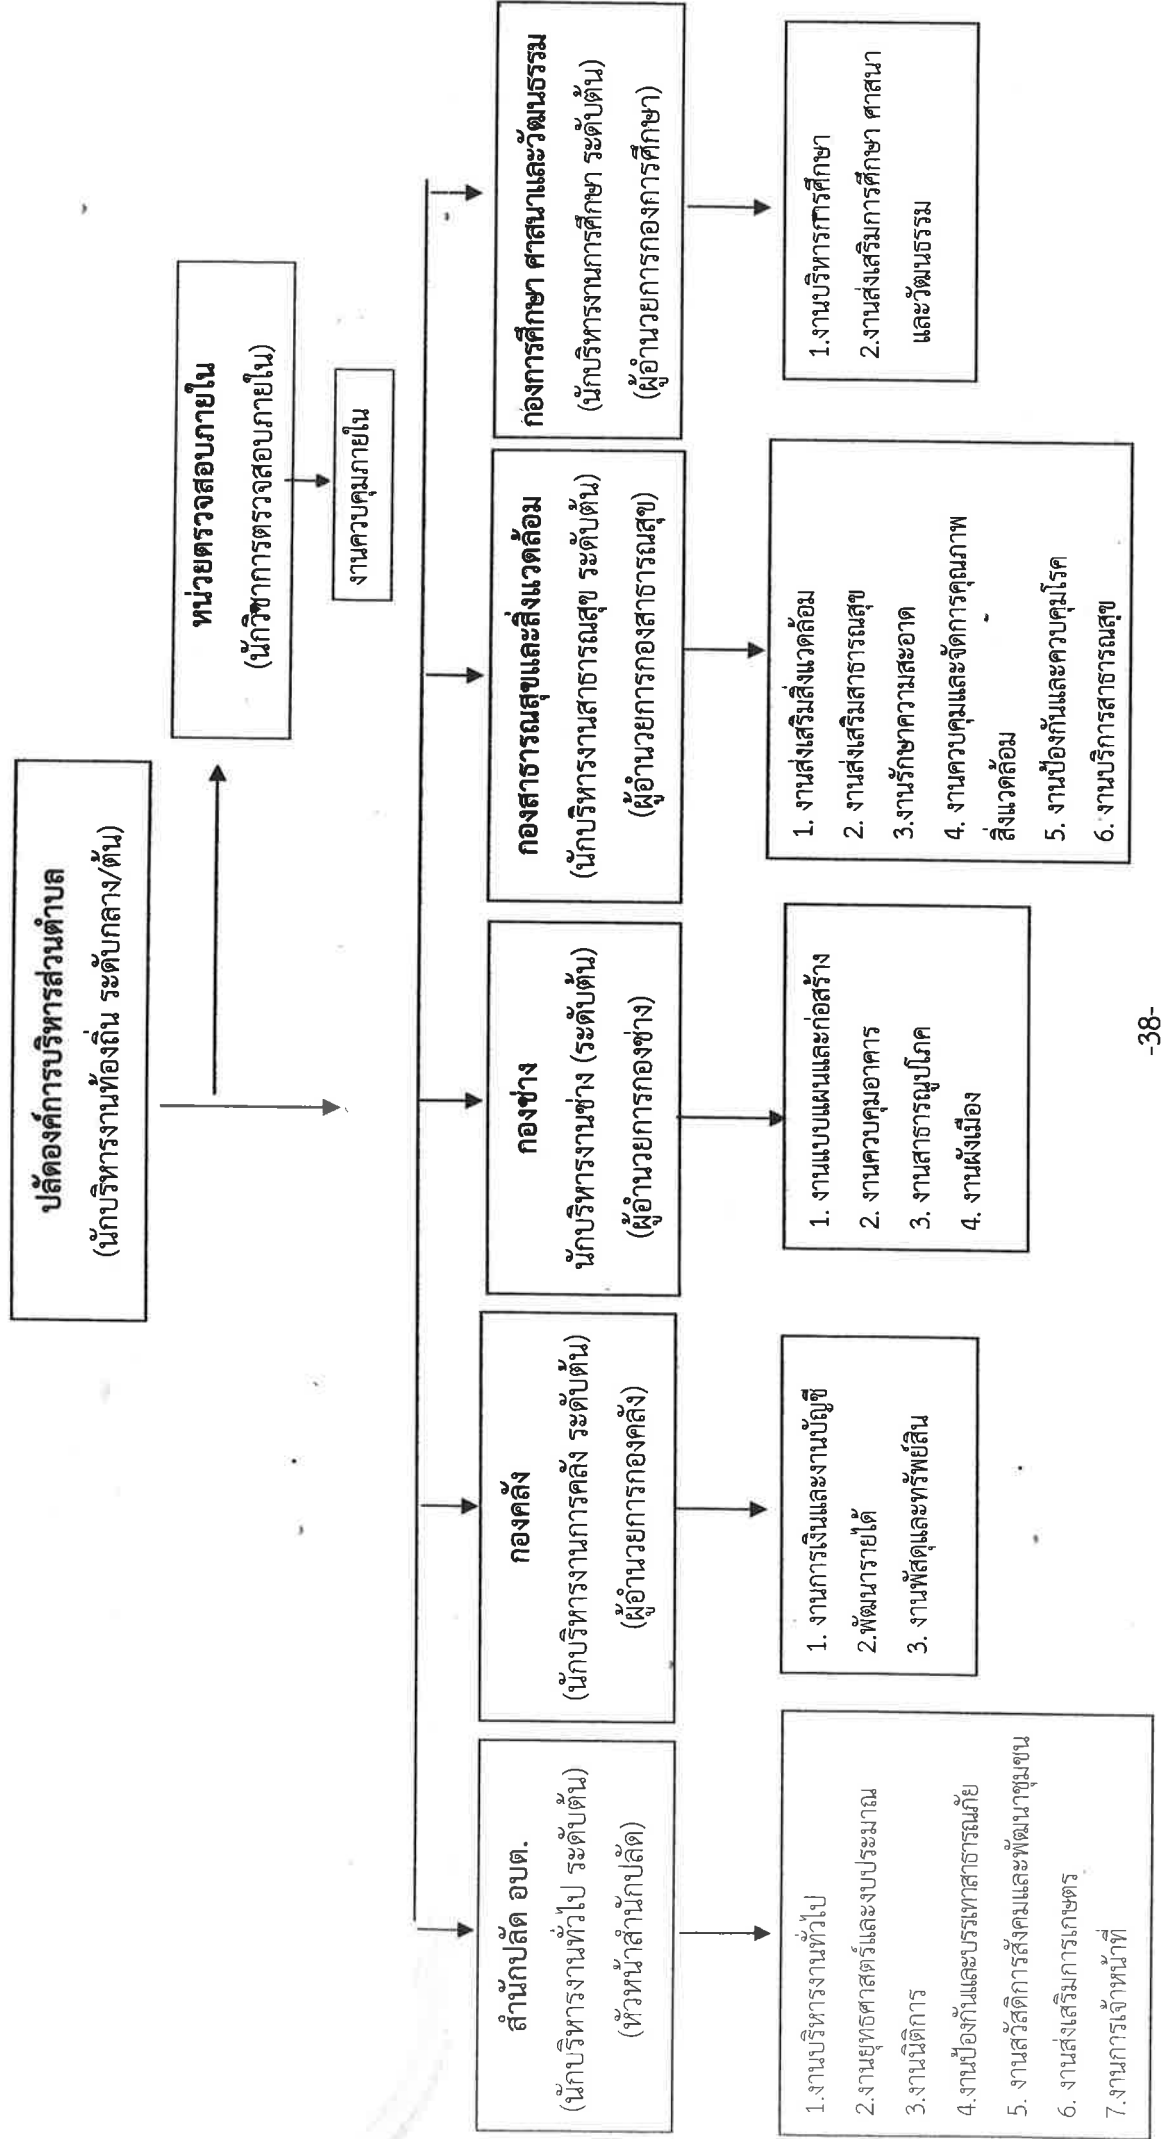 ปลัดองค์การบริหารส่วนตำบล
(นักบริหารงานท้องถิ่น ระดับกลาง/ต้น)
หน่วยตรวจสอบภายใน
(นักวิชาการตรวจสอบภายใน)
งานควบคุมภายใน
สำนักปลัด อบต.
(นักบริหารงานทั่วไป ระดับต้น)
(หัวหน้าสำนักปลัด)
1.งานบริหารงานทั่วไป
2.งานยุทธศาสตร์และงบประมาณ
3.งานนิติการ
4.งานป้องกันและบรรเทาสาธารณภัย
5. งานสวัสดิการสังคมและพัฒนาชุมชน
6. งานส่งเสริมการเกษตร
7.งานการเจ้าหน้าที่
กองคลัง
(นักบริหารงานการคลัง ระดับต้น)
(ผู้อำนวยการกองคลัง)
1. งานการเงินและงานบัญชี
2.พัฒนารายได้
3. งานพัสดุและทรัพย์สิน
กองช่าง
นักบริหารงานช่าง (ระดับต้น)
(ผู้อำนวยการกองช่าง)
1. งานแบบแผนและก่อสร้าง
2. งานควบคุมอาคาร
3. งานสาธารณูปโภค
4. งานผังเมือง
กองสาธารณสุขและสิ่งแวดล้อม
(นักบริหารงานสาธารณสุข ระดับต้น)
(ผู้อำนวยการกองสาธารณสุข)
1. งานส่งเสริมสิ่งแวดล้อม
2. งานส่งเสริมสาธารณสุข
3.งานรักษาความสะอาด
4. งานควบคุมและจัดการคุณภาพ
สิ่งแวดล้อม
5. งานป้องกันและควบคุมโรค
6. งานบริการสาธารณสุข
กองการศึกษา ศาสนาและวัฒนธรรม
(นักบริหารงานการศึกษา ระดับต้น)
(ผู้อำนวยการกองการศึกษา)
1.งานบริหารการศึกษา
2.งานส่งเสริมการศึกษา ศาสนา
และวัฒนธรรม
-38-